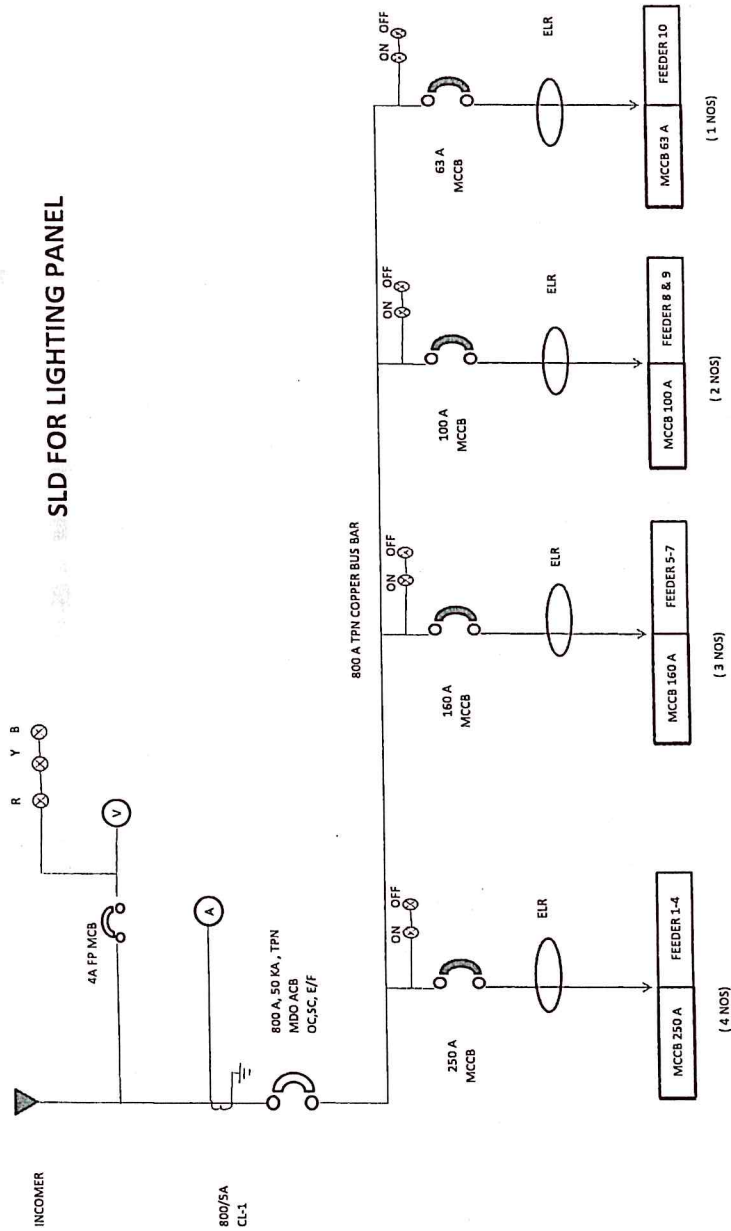 SLD FOR LIGHTING PANEL
INCOMER
R Y B
V
4A FP MCB
A
800/5A
CL-1
800 A, 50 KA , TPN
MDO ACB
OC,SC, E/F
800 A TPN COPPER BUS BAR
ON OFF
250 A
MCCB
ELR
MCCB 250 A FEEDER 1-4
( 4 NOS)
ON OFF
160 A
MCCB
ELR
MCCB 160 A FEEDER 5-7
( 3 NOS)
ON OFF
100 A
MCCB
ELR
MCCB 100 A FEEDER 8 & 9
( 2 NOS)
ON OFF
63 A
MCCB
ELR
MCCB 63 A FEEDER 10
( 1 NOS)